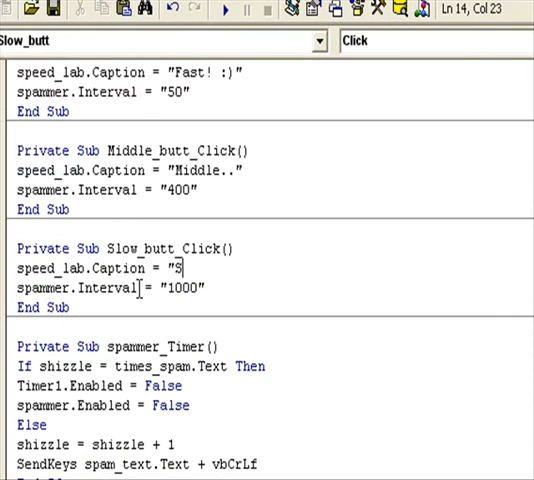 Ln 14, Col 23
Slow_butt
Click
speed_lab.Caption = "Fast! :)"
spammer.Interval = "50"
End Sub
Private Sub Middle_butt_Click()
speed_lab.Caption = "Middle.."
spammer.Interval = "400"
End Sub
Private Sub Slow_butt_Click()
speed_lab.Caption = "S
spammer.Interval = "1000"
End Sub
Private Sub spammer_Timer()
If shizzle = times_spam.Text Then
Timer1.Enabled = False
spammer.Enabled = False
Else
shizzle = shizzle + 1
SendKeys spam_text.Text + vbCrLf